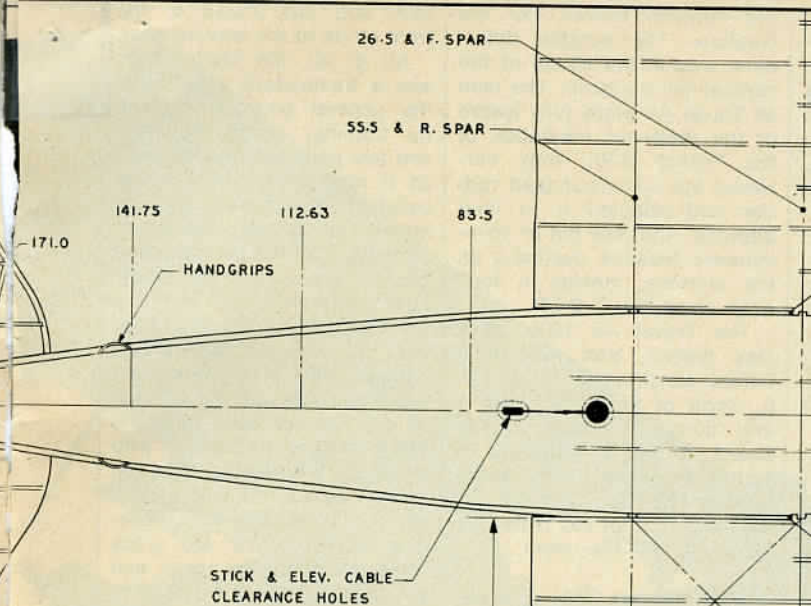 26.5 & F. SPAR
55.5 & R. SPAR
141.75
112.63
83.5
171.0
HANDGRIPS
STICK & ELEV. CABLE
CLEARANCE HOLES